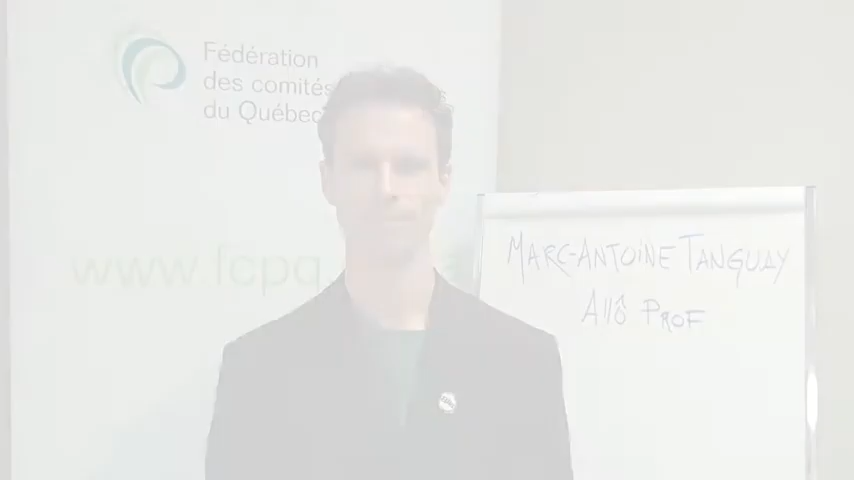 Fédération
des comités
du Québec
www.fcpq.
MARC-ANTOINE TANGUAY
Allô PROF